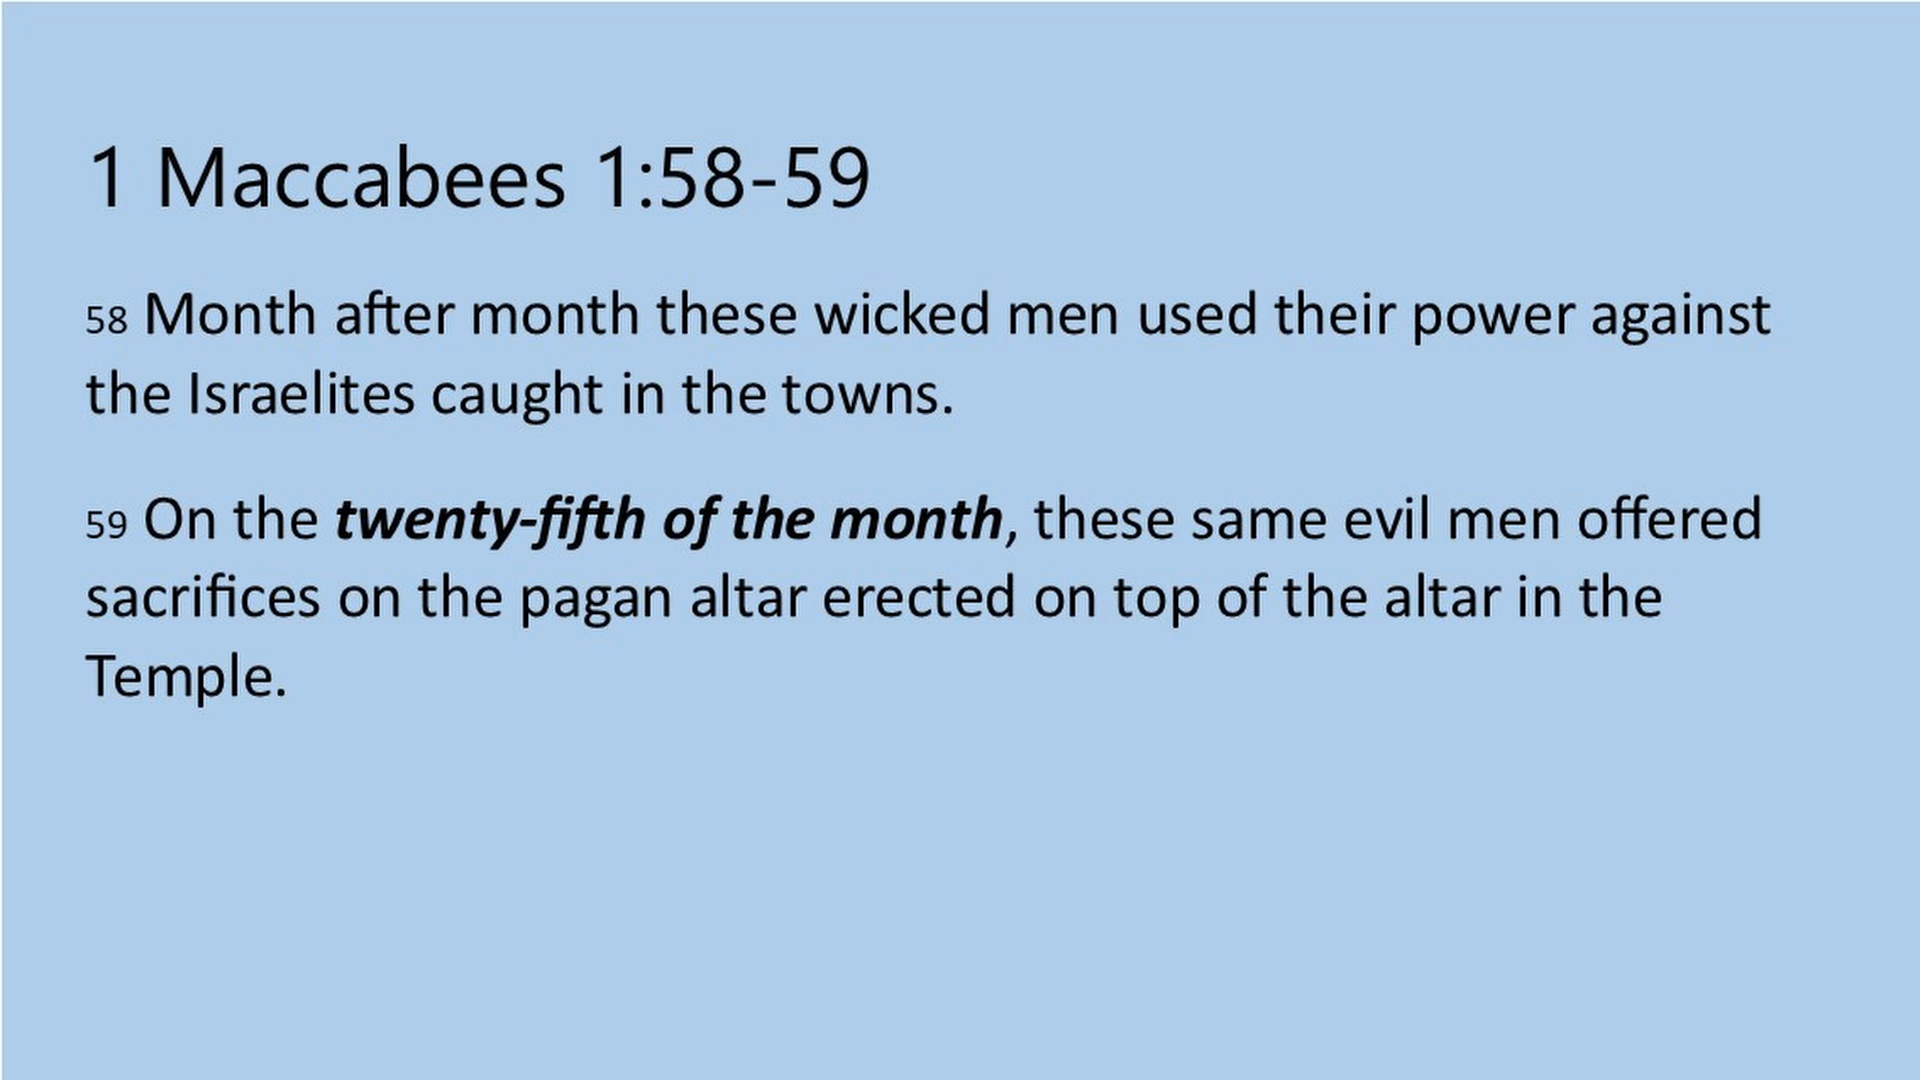 1 Maccabees 1:58-59
58 Month after month these wicked men used their power against
the Israelites caught in the towns.
59 On the twenty-fifth of the month, these same evil men offered
sacrifices on the pagan altar erected on top of the altar in the
Temple.